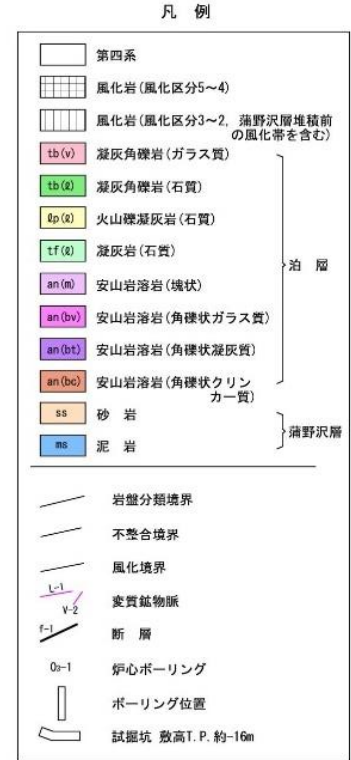 凡 例
第四系
風化岩(風化区分5~4)
風化岩(風化区分3~2, 蒲野沢層堆積前
の風化帯を含む)
tb(v) 凝灰角礫岩(ガラス質)
tb(ℓ) 凝灰角礫岩(石質)
ℓp(ℓ) 火山礫凝灰岩(石質)
tf(ℓ) 凝灰岩(石質)
an(m) 安山岩溶岩(塊状)
an(bv) 安山岩溶岩(角礫状ガラス質)
an(bt) 安山岩溶岩(角礫状凝灰質)
an(bc) 安山岩溶岩(角礫状クリン
カー質)
泊 層
ss 砂 岩
ms 泥 岩
蒲野沢層
岩盤分類境界
不整合境界
風化境界
L-1
V-2
変質鉱物脈
f-1 断 層
O3-1 炉心ボーリング
ボーリング位置
試掘坑 敷高T.P.約-16m